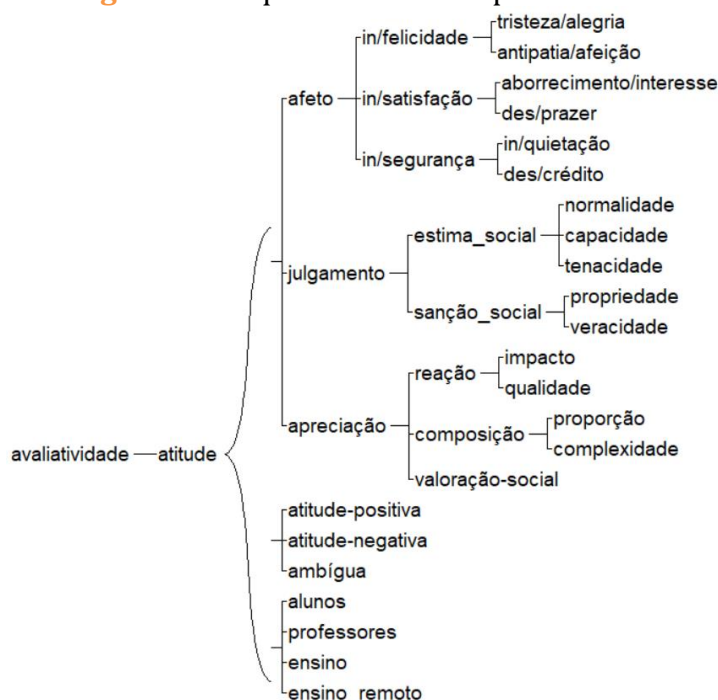 in/felicidade
tristeza/alegria
antipatia/afeição
afeto
in/satisfação
aborrecimento/interesse
des/prazer
in/segurança
in/quietação
des/crédito
julgamento
estima_social
normalidade
capacidade
tenacidade
sanção_social
propriedade
veracidade
apreciação
reação
impacto
qualidade
composição
proporção
complexidade
valoração-social
avaliatividade
atitude
atitude-positiva
atitude-negativa
ambígua
alunos
professores
ensino
ensino_remoto